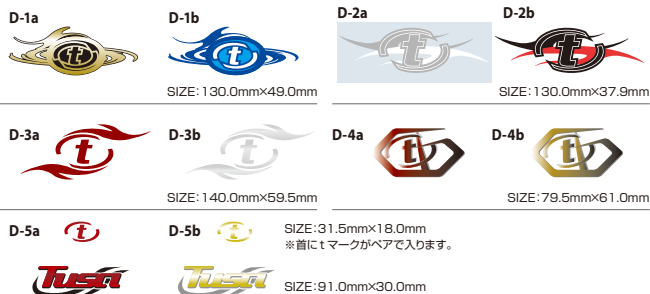 D-1a
D-1b
SIZE：130.0mm×49.0mm
D-2a
D-2b
SIZE：130.0mm×37.9mm
D-3a
D-3b
SIZE：140.0mm×59.5mm
D-4a
D-4b
SIZE：79.5mm×61.0mm
D-5a
D-5b
SIZE：31.5mm×18.0mm
※首にtマークがペアで入ります。
Tusa
Tusa
SIZE：91.0mm×30.0mm